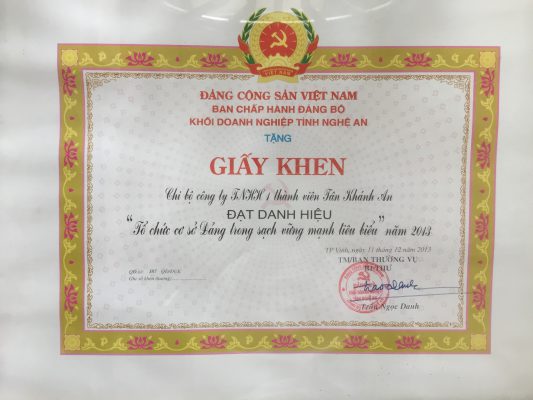 VIỆT NAM
ĐẢNG CỘNG SẢN VIỆT NAM
BAN CHẤP HÀNH ĐẢNG BỘ
KHỐI DOANH NGHIỆP TỈNH NGHỆ AN
TẶNG
GIẤY KHEN
Chi bộ công ty TNHH 1 thành viên Tân Khánh An
ĐẠT DANH HIỆU
"Tổ chức cơ sở Đảng trong sạch vững mạnh tiêu biểu" năm 2013
TP Vinh, ngày 11 tháng 12 năm 2013
TM/BAN THƯỜNG VỤ
BÍ THƯ
Trần Ngọc Danh